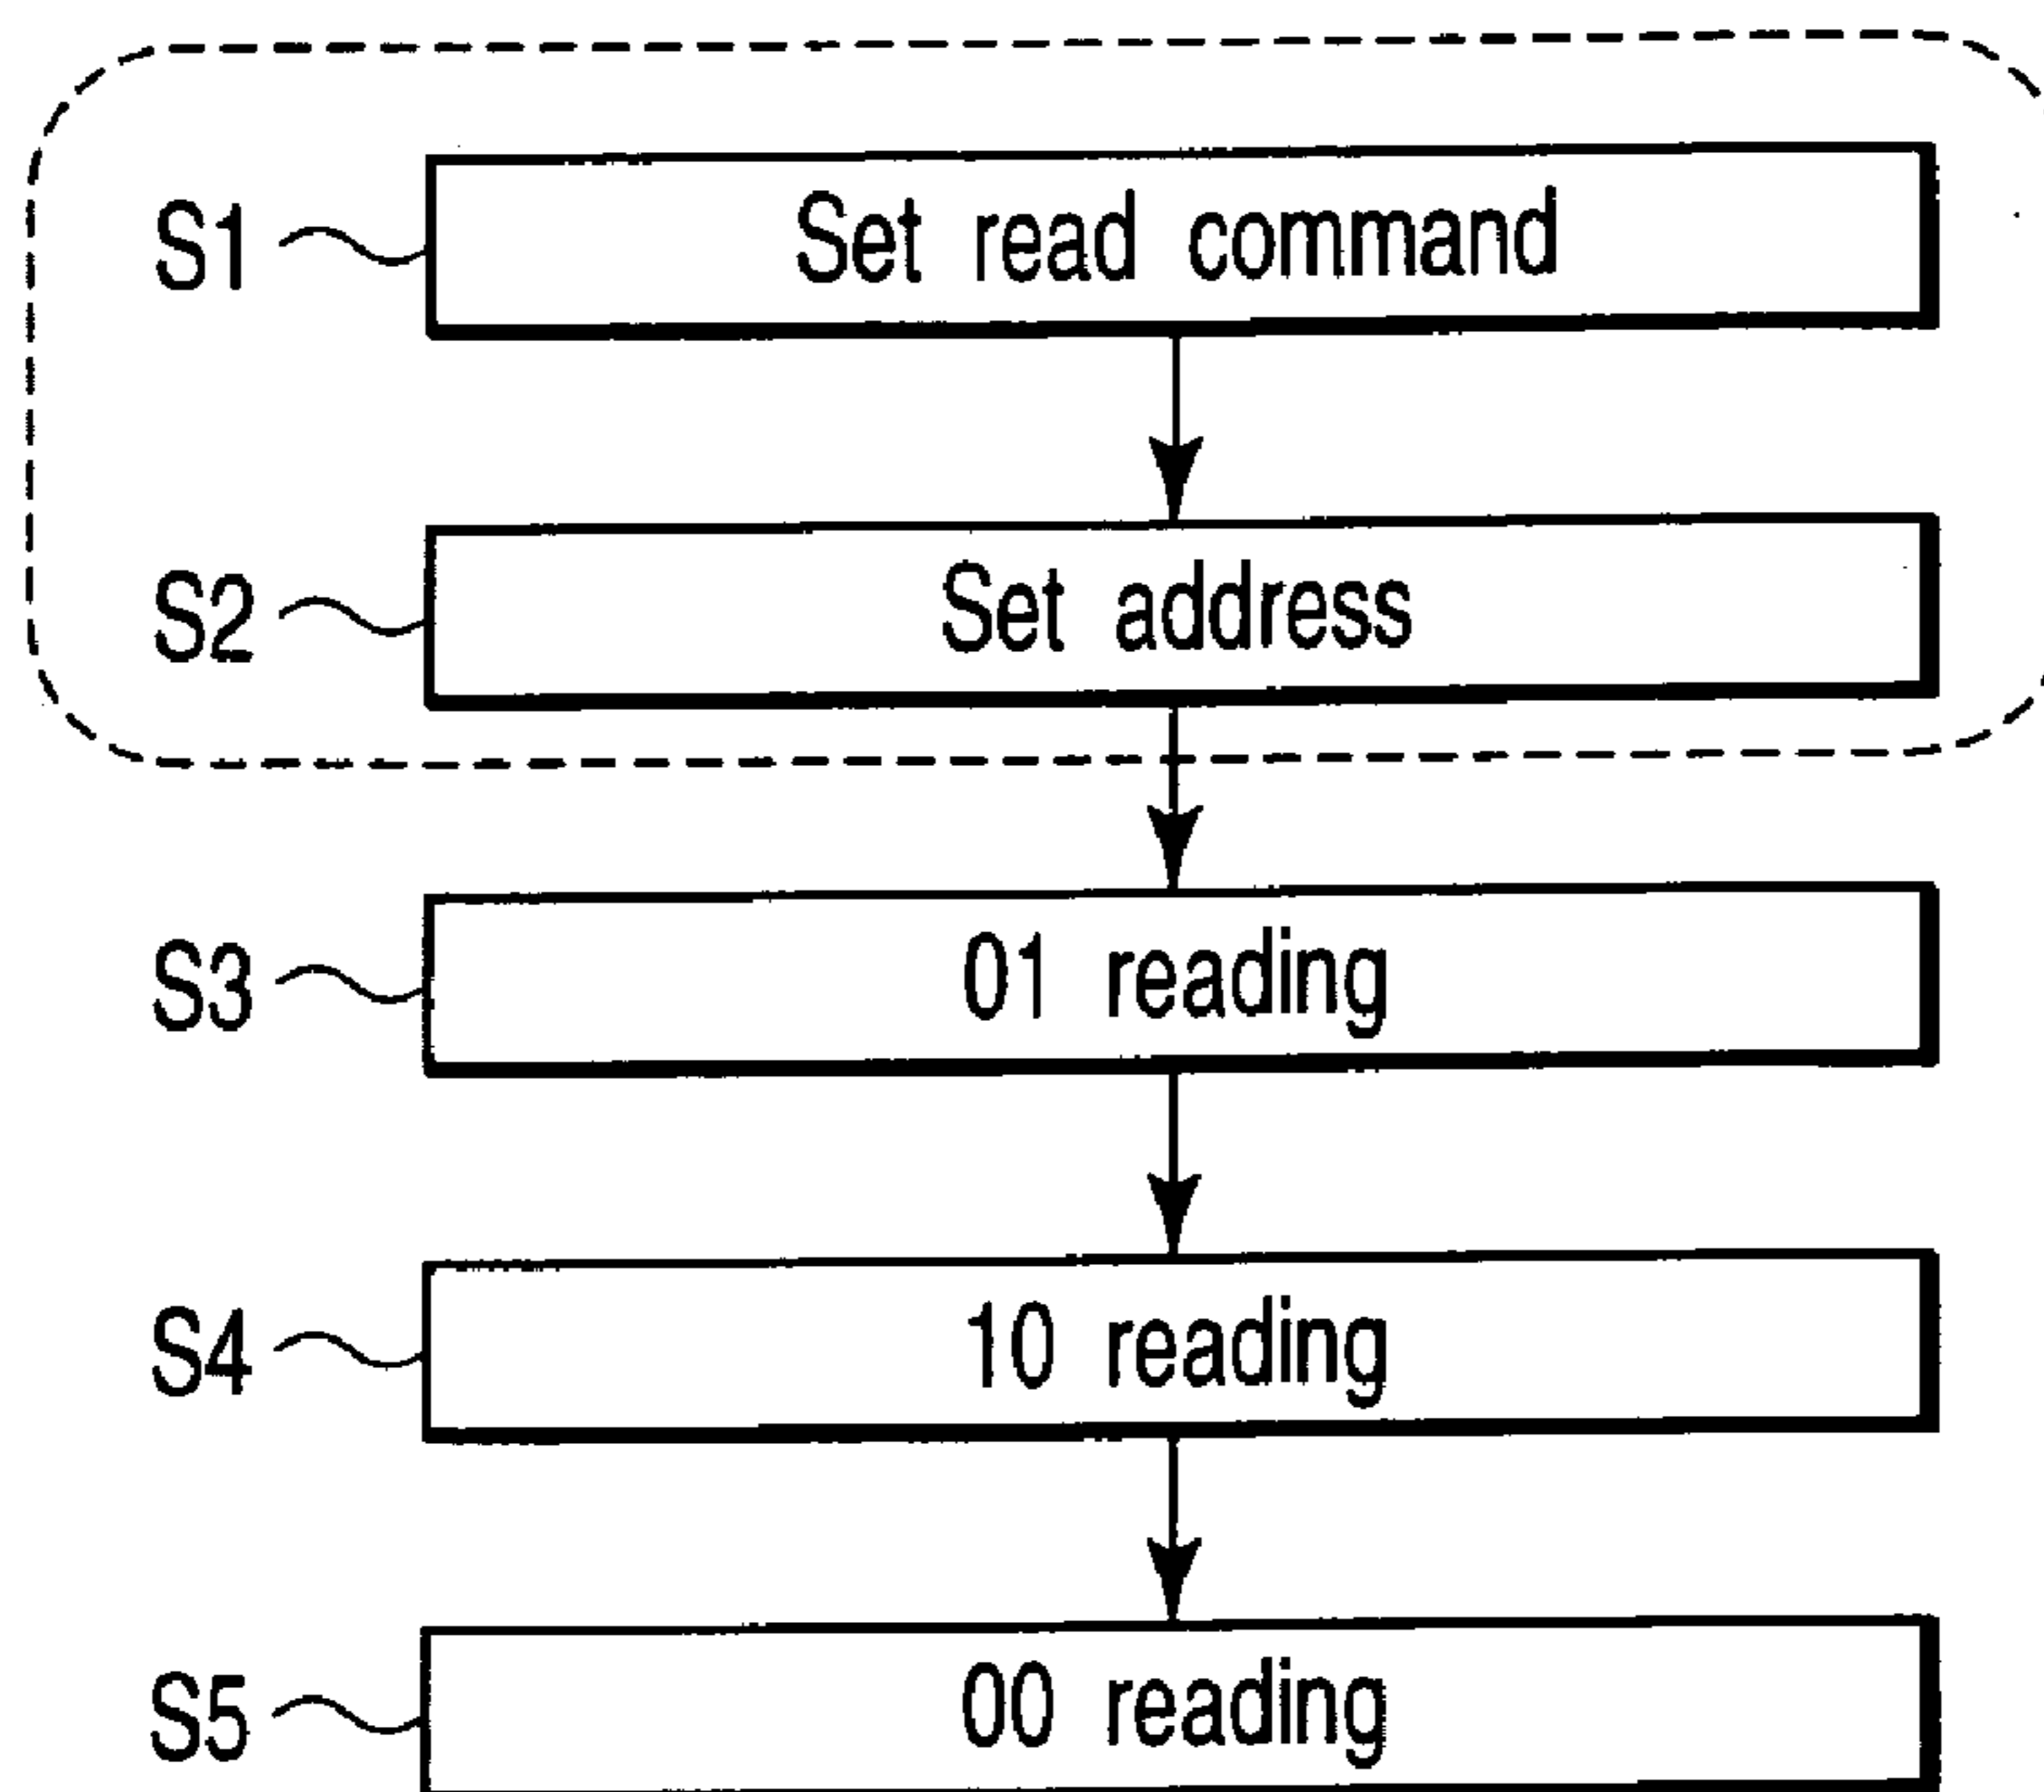 S1 Set read command
S2 Set address
S3 01 reading
S4 10 reading
S5 00 reading